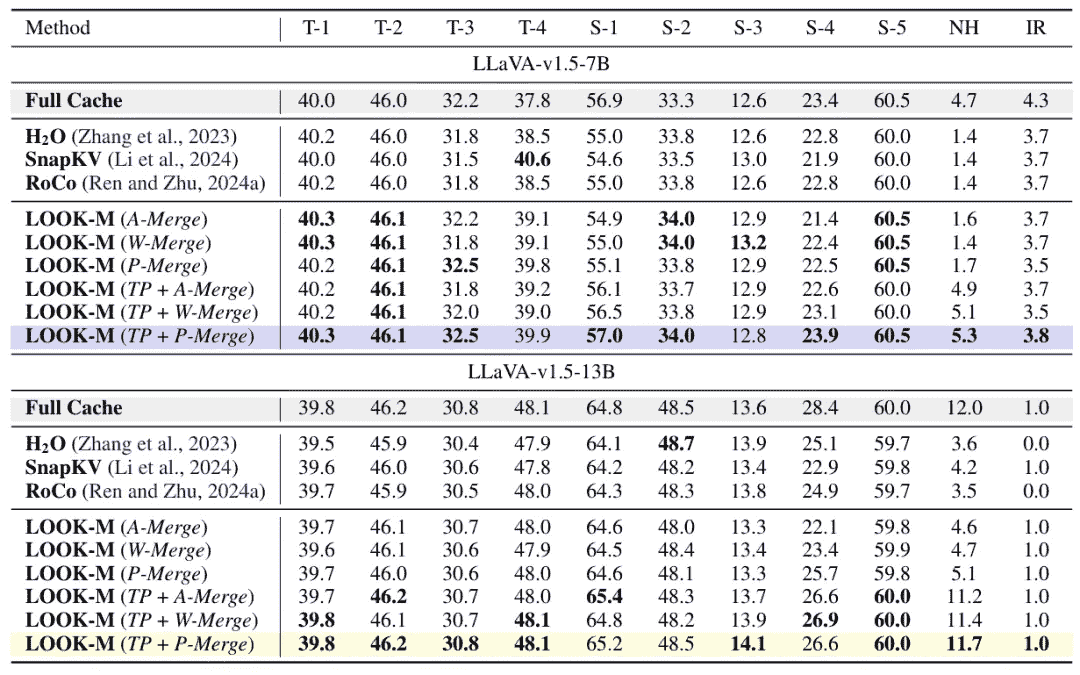 Method T-1 T-2 T-3 T-4 S-1 S-2 S-3 S-4 S-5 NH IR
LLaVA-v1.5-7B
Full Cache 40.0 46.0 32.2 37.8 56.9 33.3 12.6 23.4 60.5 4.7 4.3
H₂O (Zhang et al., 2023) 40.2 46.0 31.8 38.5 55.0 33.8 12.6 22.8 60.0 1.4 3.7
SnapKV (Li et al., 2024) 40.0 46.0 31.5 40.6 54.6 33.5 13.0 21.9 60.0 1.4 3.7
RoCo (Ren and Zhu, 2024a) 40.2 46.0 31.8 38.5 55.0 33.8 12.6 22.8 60.0 1.4 3.7
LOOK-M (A-Merge) 40.3 46.1 32.2 39.1 54.9 34.0 12.9 21.4 60.5 1.6 3.7
LOOK-M (W-Merge) 40.3 46.1 31.8 39.1 55.0 34.0 13.2 22.4 60.5 1.4 3.7
LOOK-M (P-Merge) 40.2 46.1 32.5 39.8 55.1 33.8 12.9 22.5 60.5 1.7 3.5
LOOK-M (TP + A-Merge) 40.2 46.1 31.8 39.2 56.1 33.7 12.9 22.6 60.0 4.9 3.7
LOOK-M (TP + W-Merge) 40.2 46.1 32.0 39.0 56.5 33.8 12.9 23.1 60.0 5.1 3.5
LOOK-M (TP + P-Merge) 40.3 46.1 32.5 39.9 57.0 34.0 12.8 23.9 60.5 5.3 3.8
LLaVA-v1.5-13B
Full Cache 39.8 46.2 30.8 48.1 64.8 48.5 13.6 28.4 60.0 12.0 1.0
H₂O (Zhang et al., 2023) 39.5 45.9 30.4 47.9 64.1 48.7 13.9 25.1 59.7 3.6 0.0
SnapKV (Li et al., 2024) 39.6 46.0 30.6 47.8 64.2 48.2 13.4 22.9 59.8 4.2 1.0
RoCo (Ren and Zhu, 2024a) 39.7 45.9 30.5 48.0 64.3 48.3 13.8 24.9 59.7 3.5 0.0
LOOK-M (A-Merge) 39.7 46.1 30.7 48.0 64.6 48.0 13.3 22.1 59.8 4.6 1.0
LOOK-M (W-Merge) 39.6 46.1 30.6 47.9 64.5 48.4 13.4 23.4 59.9 4.7 1.0
LOOK-M (P-Merge) 39.7 46.0 30.6 48.0 64.6 48.1 13.3 25.7 59.8 5.1 1.0
LOOK-M (TP + A-Merge) 39.7 46.2 30.7 48.0 65.4 48.3 13.7 26.6 60.0 11.2 1.0
LOOK-M (TP + W-Merge) 39.8 46.1 30.7 48.1 64.8 48.2 13.9 26.9 60.0 11.4 1.0
LOOK-M (TP + P-Merge) 39.8 46.2 30.8 48.1 65.2 48.5 14.1 26.6 60.0 11.7 1.0